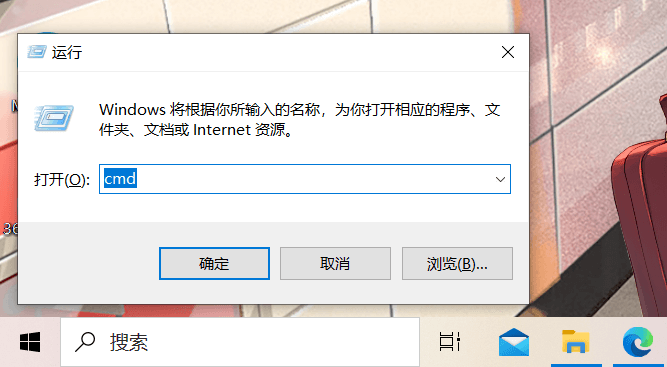 运行
Windows 将根据你所输入的名称，为你打开相应的程序、文
件夹、文档或 Internet 资源。
打开(O): cmd
确定 取消 浏览(B)...
搜索